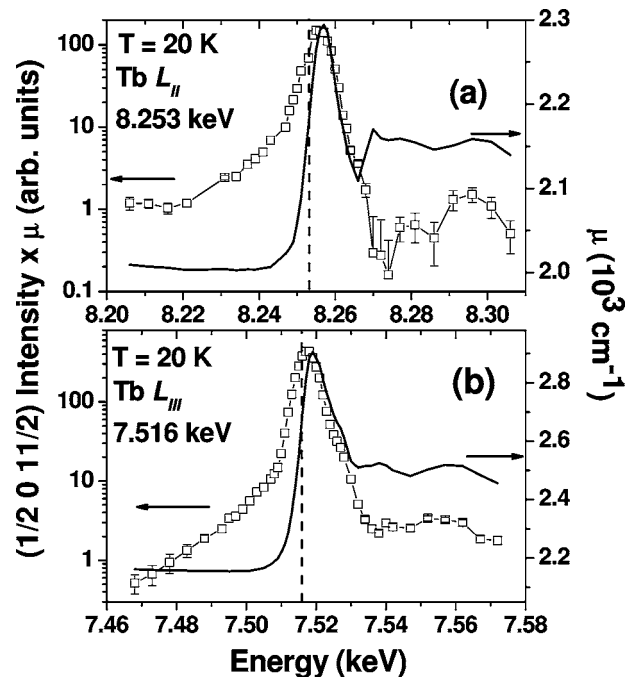 T = 20 K
Tb L_II
8.253 keV
(a)
100
10
1
0.1
2.3
2.2
2.1
2.0
8.20 8.22 8.24 8.26 8.28 8.30
T = 20 K
Tb L_III
7.516 keV
(b)
100
10
1
2.8
2.6
2.4
2.2
7.46 7.48 7.50 7.52 7.54 7.56 7.58
Energy (keV)
(1/2 0 11/2) Intensity x μ (arb. units)
μ (10³ cm⁻¹)